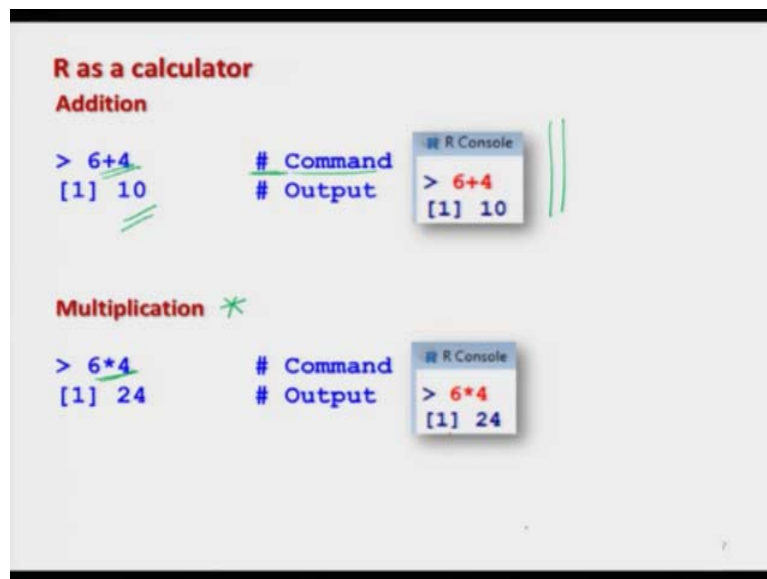 R as a calculator
Addition
> 6+4 # Command
[1] 10 # Output
R Console
> 6+4
[1] 10
Multiplication *
> 6*4 # Command
[1] 24 # Output
R Console
> 6*4
[1] 24
7